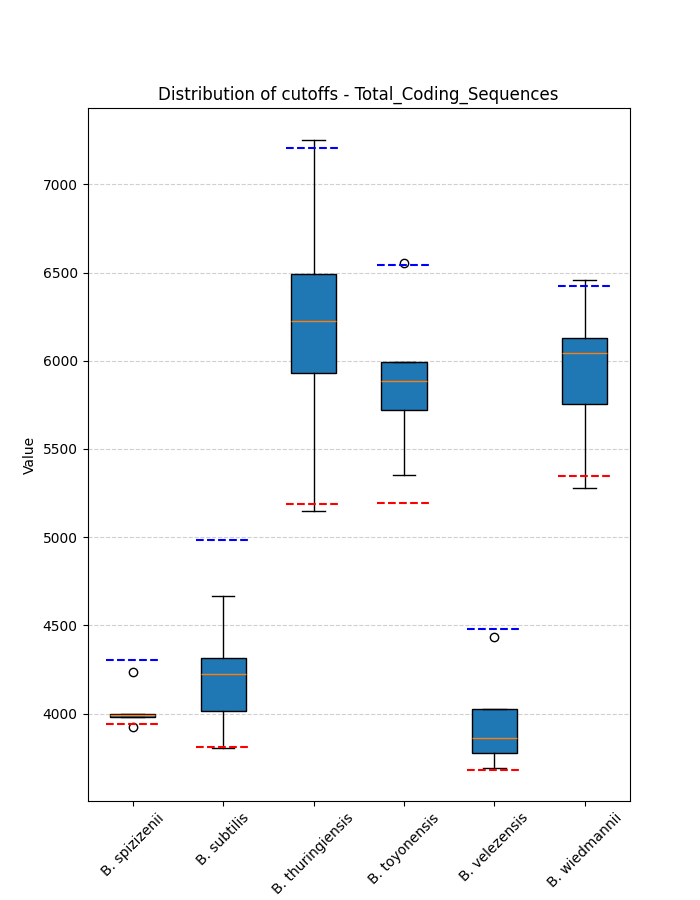 Distribution of cutoffs - Total_Coding_Sequences
Value
7000
6500
6000
5500
5000
4500
4000
B. spizizenii
B. subtilis
B. thuringiensis
B. toyonensis
B. velezensis
B. wiedmannii